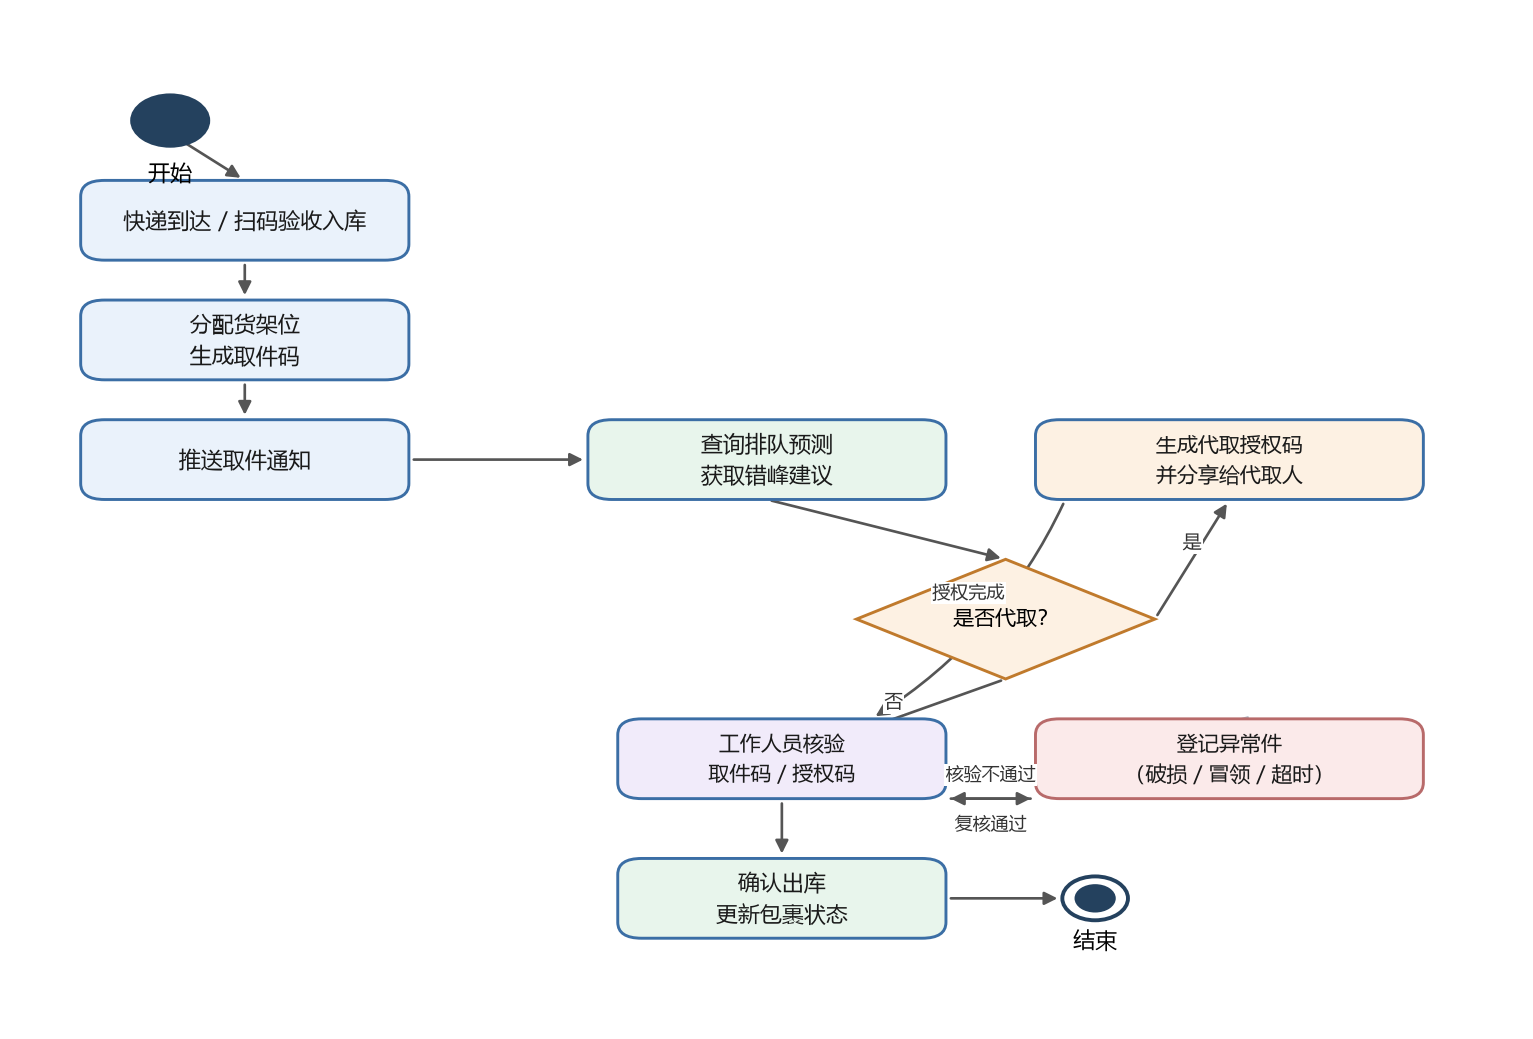 开始
快递到达 / 扫码验收入库
分配货架位
生成取件码
推送取件通知
查询排队预测
获取错峰建议
生成代取授权码
并分享给代取人
是
授权完成
是否代取?
否
工作人员核验
取件码 / 授权码
核验不通过
复核通过
登记异常件
(破损 / 冒领 / 超时)
确认出库
更新包裹状态
结束